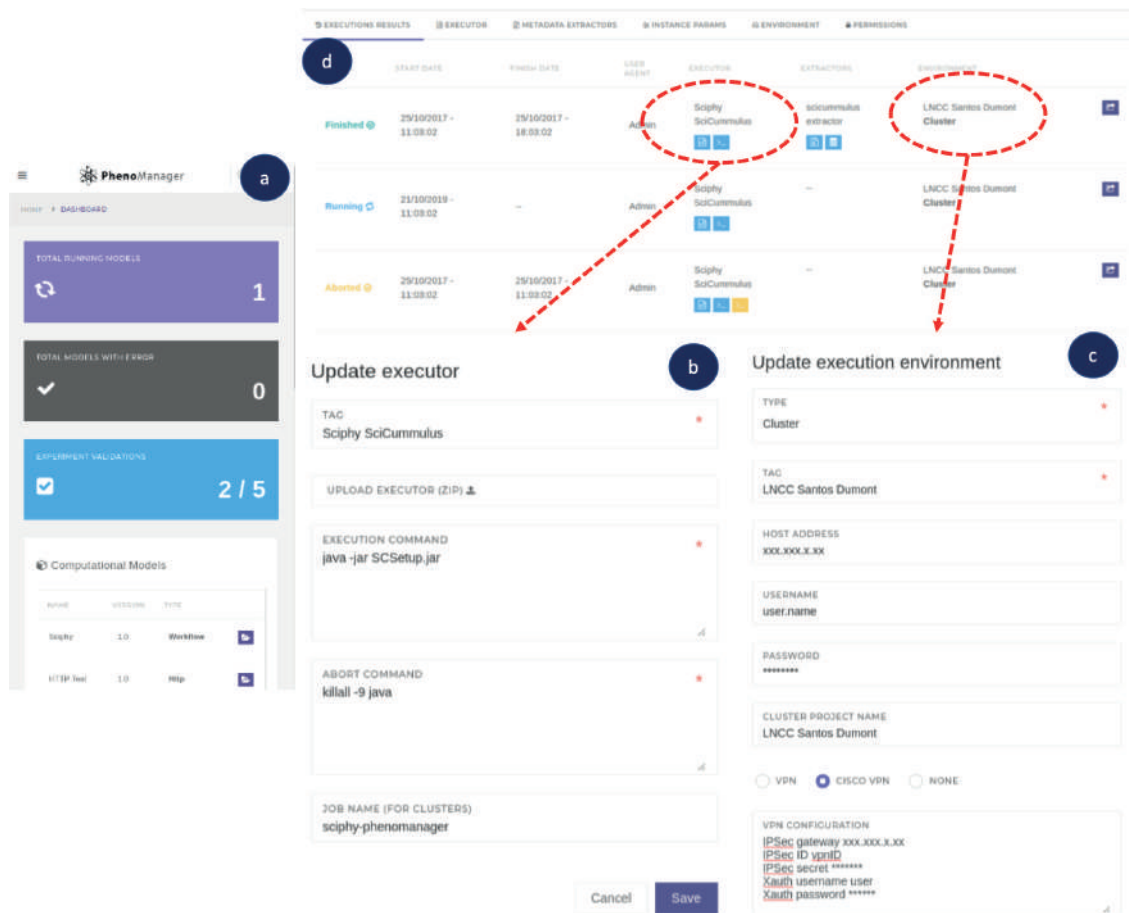 PhenoManager
a
HOME > DASHBOARD
TOTAL RUNNING MODELS
1
TOTAL MODELS WITH ERROR
0
EXPERIMENT VALIDATIONS
2 / 5
Computational Models
NAME VERSION TYPE
Sciphy 1.0 Workflow
HTTP Test 1.0 Http
EXECUTIONS RESULTS EXECUTOR METADATA EXTRACTORS INSTANCE PARAMS ENVIRONMENT PERMISSIONS
d
START DATE FINISH DATE USER AGENT EXECUTOR EXTRACTORS ENVIRONMENT
Finished 25/10/2017 - 11:03:02 25/10/2017 - 16:03:02 Admin Sciphy SciCummulus scicummulus extractor LNCC Santos Dumont Cluster
Running 21/10/2019 - 11:03:02 -- Admin Sciphy SciCummulus -- LNCC Santos Dumont Cluster
Aborted 25/10/2017 - 11:03:02 25/10/2017 - 11:03:02 Admin Sciphy SciCummulus -- LNCC Santos Dumont Cluster
Update executor
b
TAG
Sciphy SciCummulus
*
UPLOAD EXECUTOR (ZIP)
EXECUTION COMMAND
java -jar SCSetup.jar
*
ABORT COMMAND
killall -9 java
*
JOB NAME (FOR CLUSTERS)
sciphy-phenomanager
Cancel Save
Update execution environment
c
TYPE
Cluster
*
TAG
LNCC Santos Dumont
*
HOST ADDRESS
xxx.xxx.x.xx
USERNAME
user.name
PASSWORD
********
CLUSTER PROJECT NAME
LNCC Santos Dumont
VPN CISCO VPN NONE
VPN CONFIGURATION
IPSec gateway xxx.xxx.x.xx
IPSec ID vpnID
IPSec secret *******
Xauth username user
Xauth password ******